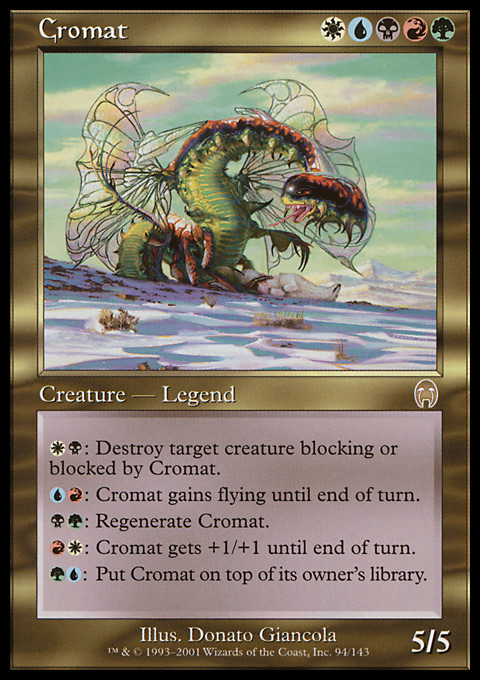 Cromat
Creature — Legend
: Destroy target creature blocking or
blocked by Cromat.
: Cromat gains flying until end of turn.
: Regenerate Cromat.
: Cromat gets +1/+1 until end of turn.
: Put Cromat on top of its owner's library.
Illus. Donato Giancola
™ & © 1993–2001 Wizards of the Coast, Inc. 94/143
5/5